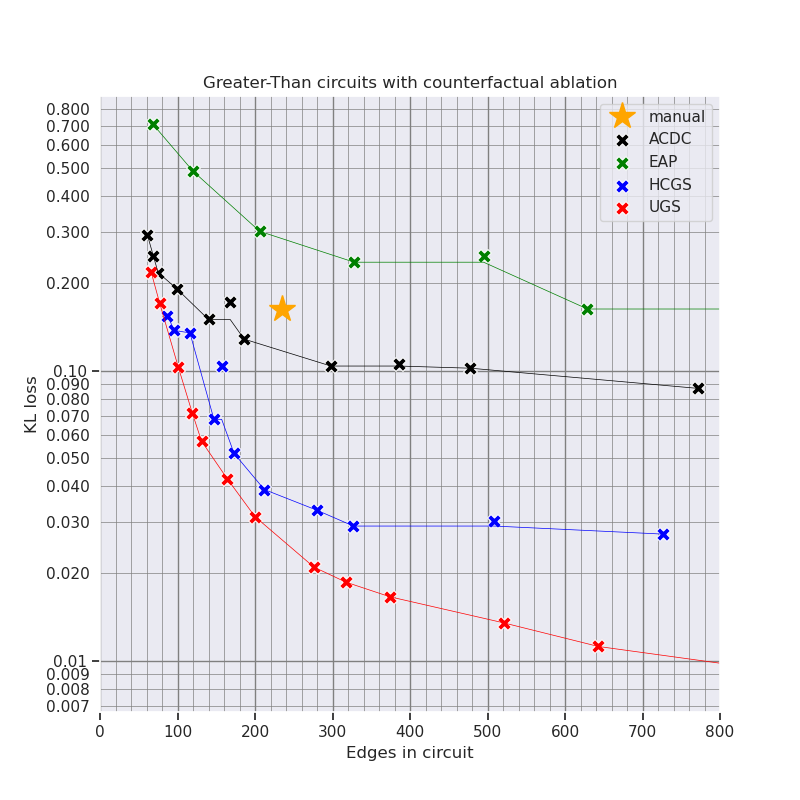 Greater-Than circuits with counterfactual ablation
manual
ACDC
EAP
HCGS
UGS
KL loss
0.800
0.700
0.600
0.500
0.400
0.300
0.200
0.10
0.090
0.080
0.070
0.060
0.050
0.040
0.030
0.020
0.01
0.009
0.008
0.007
0 100 200 300 400 500 600 700 800
Edges in circuit